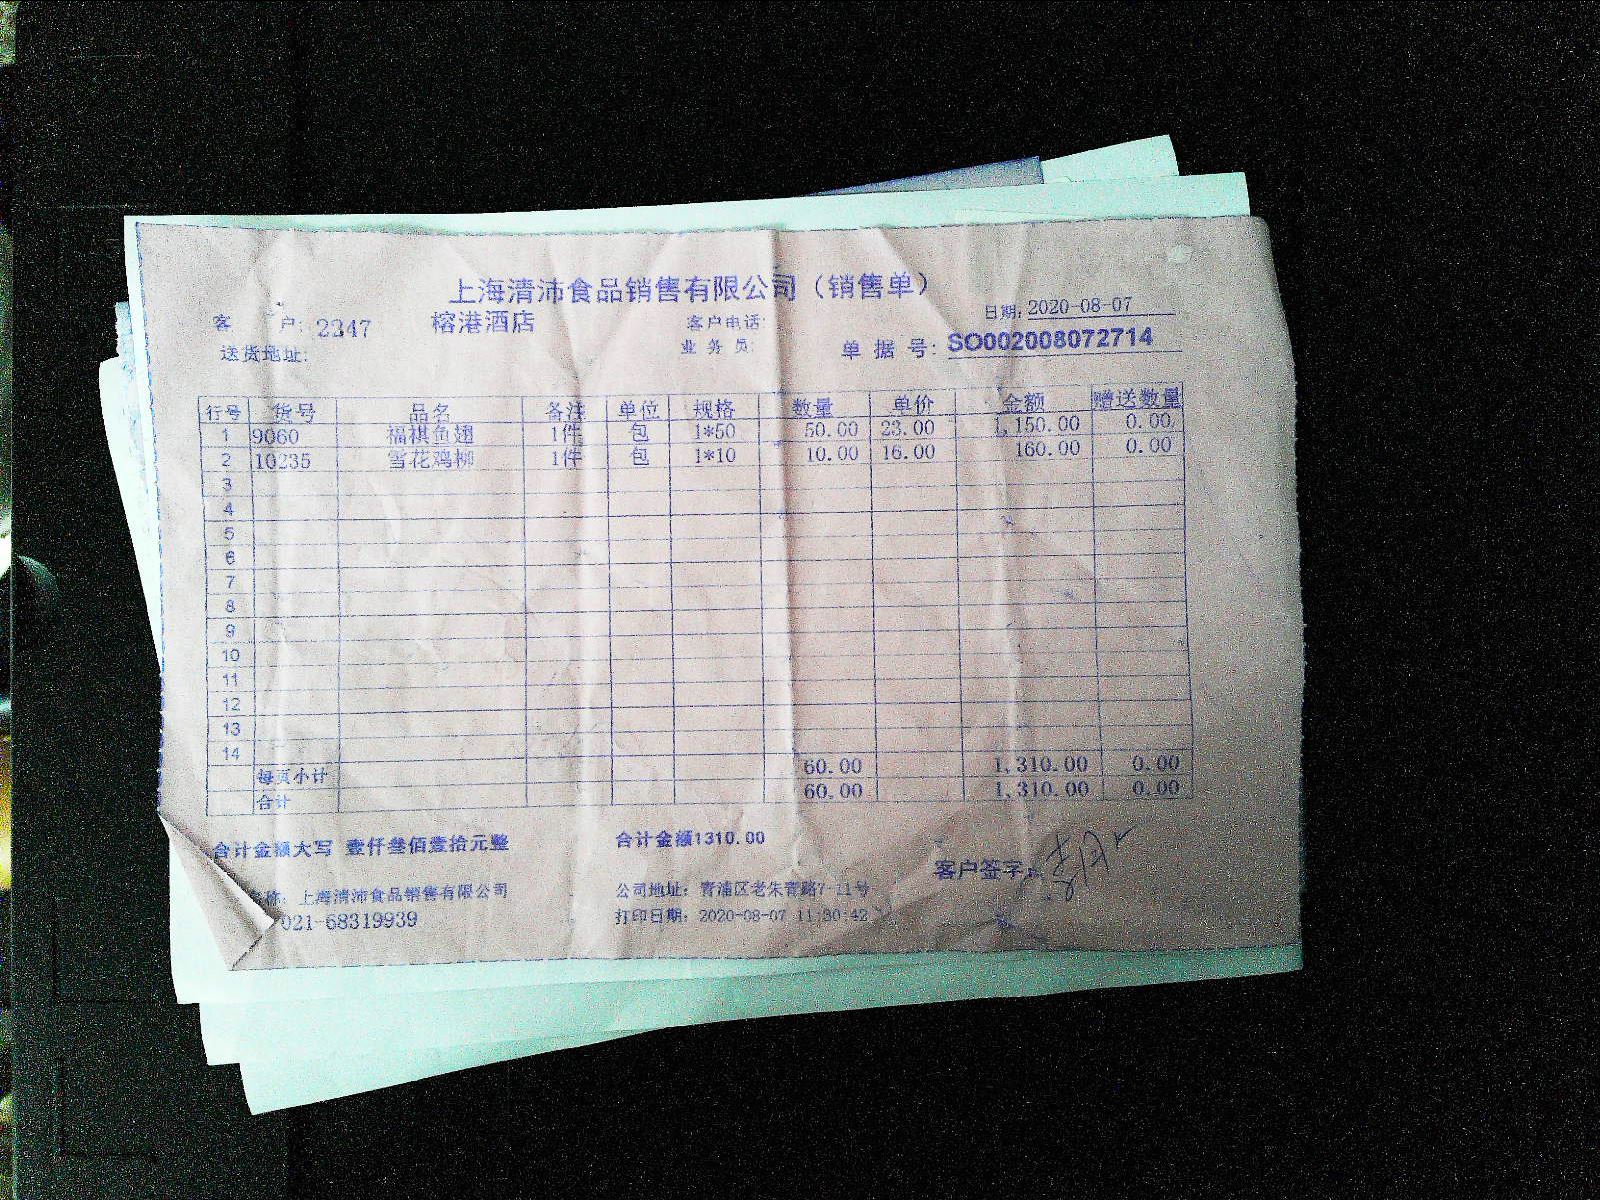 上海清沛食品销售有限公司（销售单）
客 户: 2247 榕港酒店 客户电话: 日期: 2020-08-07
送货地址: 业 务 员: 单 据 号: SO002008072714
行号 货号 品名 备注 单位 规格 数量 单价 金额 赠送数量
1 9060 福祺鱼翅 1件 包 1*50 50.00 23.00 1,150.00 0.00
2 10235 雪花鸡柳 1件 包 1*10 10.00 16.00 160.00 0.00
3
4
5
6
7
8
9
10
11
12
13
14
每页小计 60.00 1,310.00 0.00
合计 60.00 1,310.00 0.00
合计金额大写 壹仟叁佰壹拾元整 合计金额1310.00 客户签字:
名称: 上海清沛食品销售有限公司 公司地址: 青浦区老朱青路7-11号
021-68319939 打印日期: 2020-08-07 11:30:42